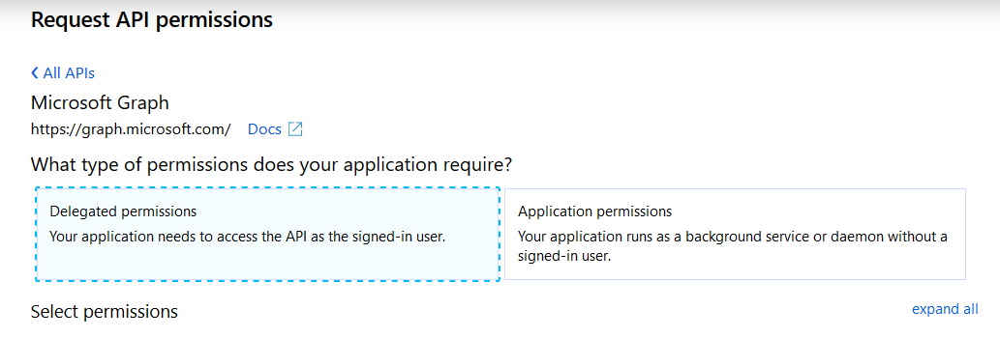 Request API permissions
All APIs
Microsoft Graph
https://graph.microsoft.com/ Docs
What type of permissions does your application require?
Delegated permissions
Your application needs to access the API as the signed-in user.
Application permissions
Your application runs as a background service or daemon without a
signed-in user.
Select permissions
expand all